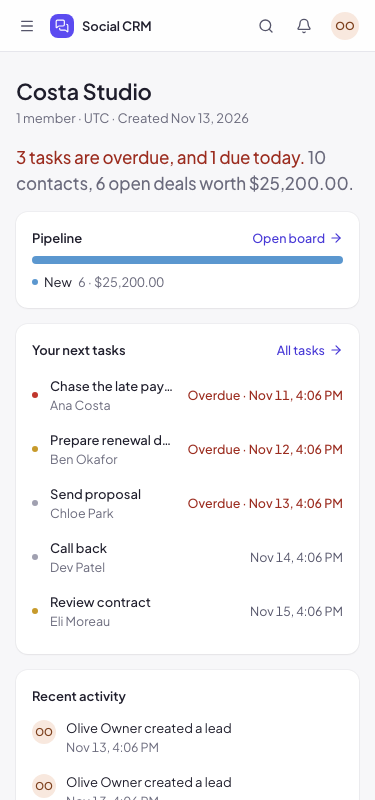 Social CRM
OO
Costa Studio
1 member · UTC · Created Nov 13, 2026
3 tasks are overdue, and 1 due today. 10
contacts, 6 open deals worth $25,200.00.
Pipeline
Open board →
New 6 · $25,200.00
Your next tasks
All tasks →
Chase the late pay…
Overdue · Nov 11, 4:06 PM
Ana Costa
Prepare renewal d…
Overdue · Nov 12, 4:06 PM
Ben Okafor
Send proposal
Overdue · Nov 13, 4:06 PM
Chloe Park
Call back
Nov 14, 4:06 PM
Dev Patel
Review contract
Nov 15, 4:06 PM
Eli Moreau
Recent activity
OO
Olive Owner created a lead
Nov 13, 4:06 PM
OO
Olive Owner created a lead
Nov 13, 4:06 PM